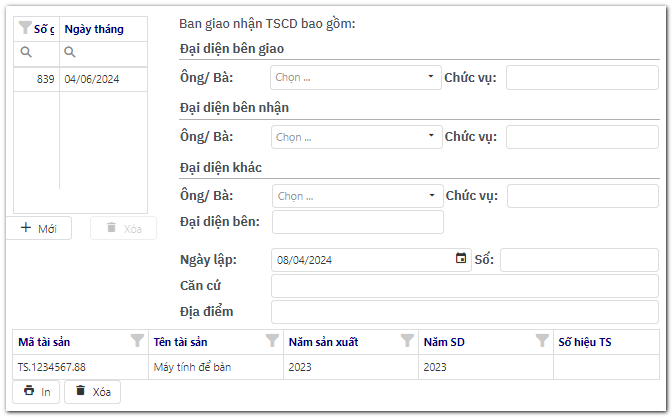 Số g Ngày tháng
839 04/06/2024
Mới Xóa
Ban giao nhận TSCD bao gồm:
Đại diện bên giao
Ông/ Bà: Chọn ... Chức vụ:
Đại diện bên nhận
Ông/ Bà: Chọn ... Chức vụ:
Đại diện khác
Ông/ Bà: Chọn ... Chức vụ:
Đại diện bên:
Ngày lập: 08/04/2024 Số:
Căn cứ
Địa điểm
Mã tài sản Tên tài sản Năm sản xuất Năm SD Số hiệu TS
TS.1234567.88 Máy tính để bàn 2023 2023
In Xóa